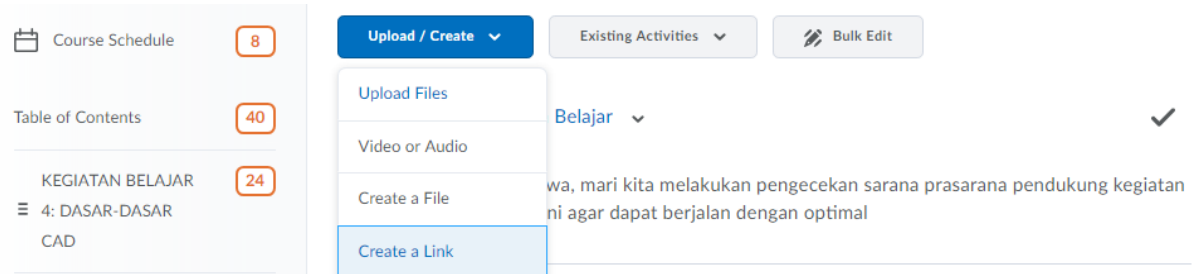 Course Schedule 8
Table of Contents 40
KEGIATAN BELAJAR 24
4: DASAR-DASAR
CAD
Upload / Create Existing Activities Bulk Edit
Upload Files
Video or Audio
Create a File
Create a Link
Belajar
wa, mari kita melakukan pengecekan sarana prasarana pendukung kegiatan
ni agar dapat berjalan dengan optimal